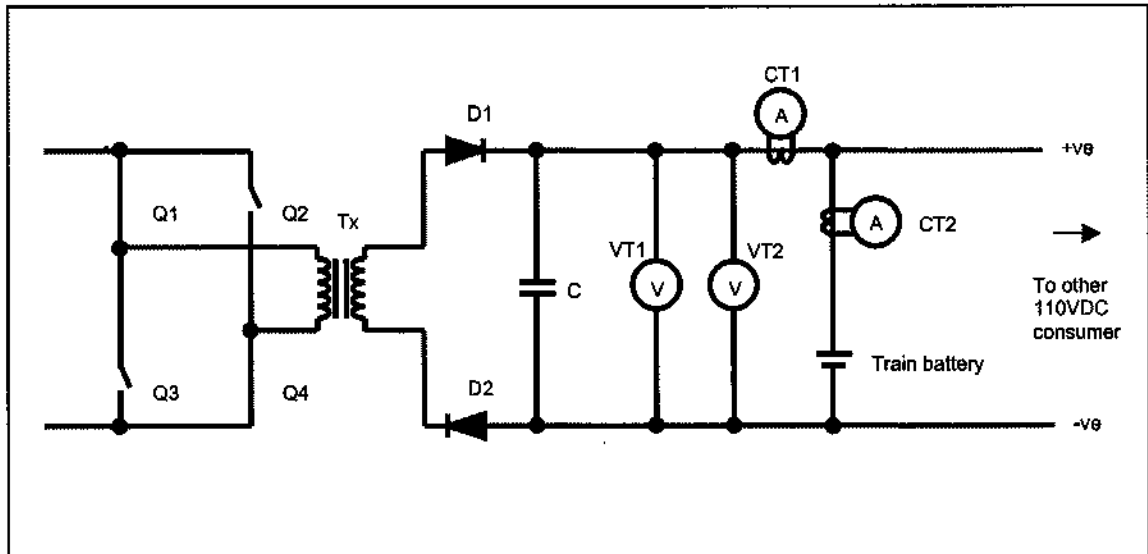 CT1
A
D1
+ve
Q1
Q2
Tx
A
CT2
VT1
VT2
C
V
V
To other
110VDC
consumer
Train battery
D2
Q3
Q4
-ve